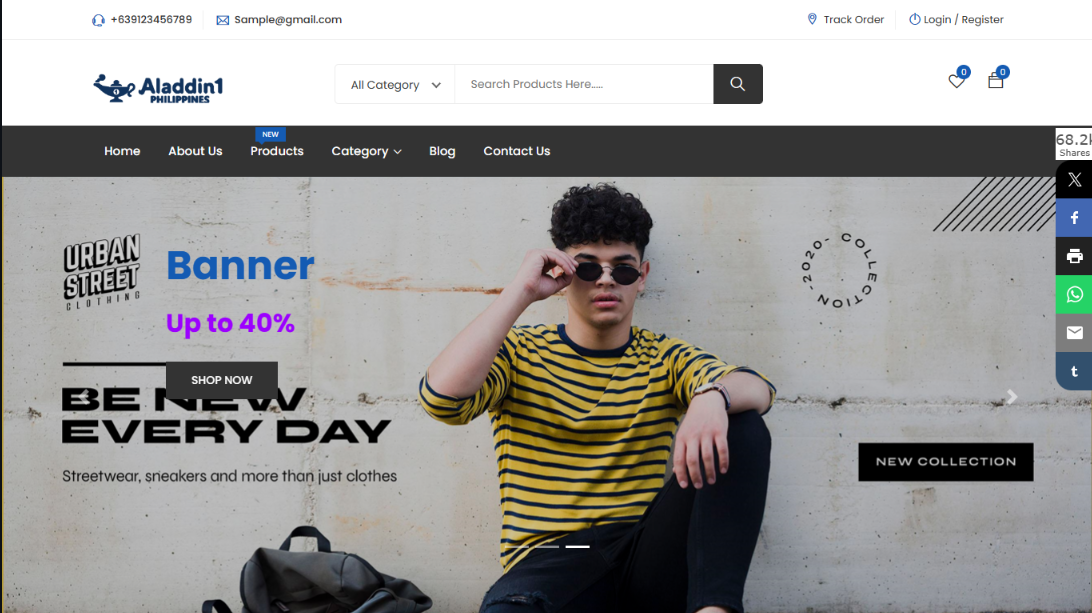 +639123456789
Sample@gmail.com
Track Order
Login / Register
Aladdin1
PHILIPPINES
All Category
Search Products Here.....
0
0
NEW
Home
About Us
Products
Category
Blog
Contact Us
68.2k
Shares
URBAN
STREET
CLOTHING
Banner
Up to 40%
SHOP NOW
BE NEW
EVERY DAY
Streetwear, sneakers and more than just clothes
2020- COLLECTION
NEW COLLECTION